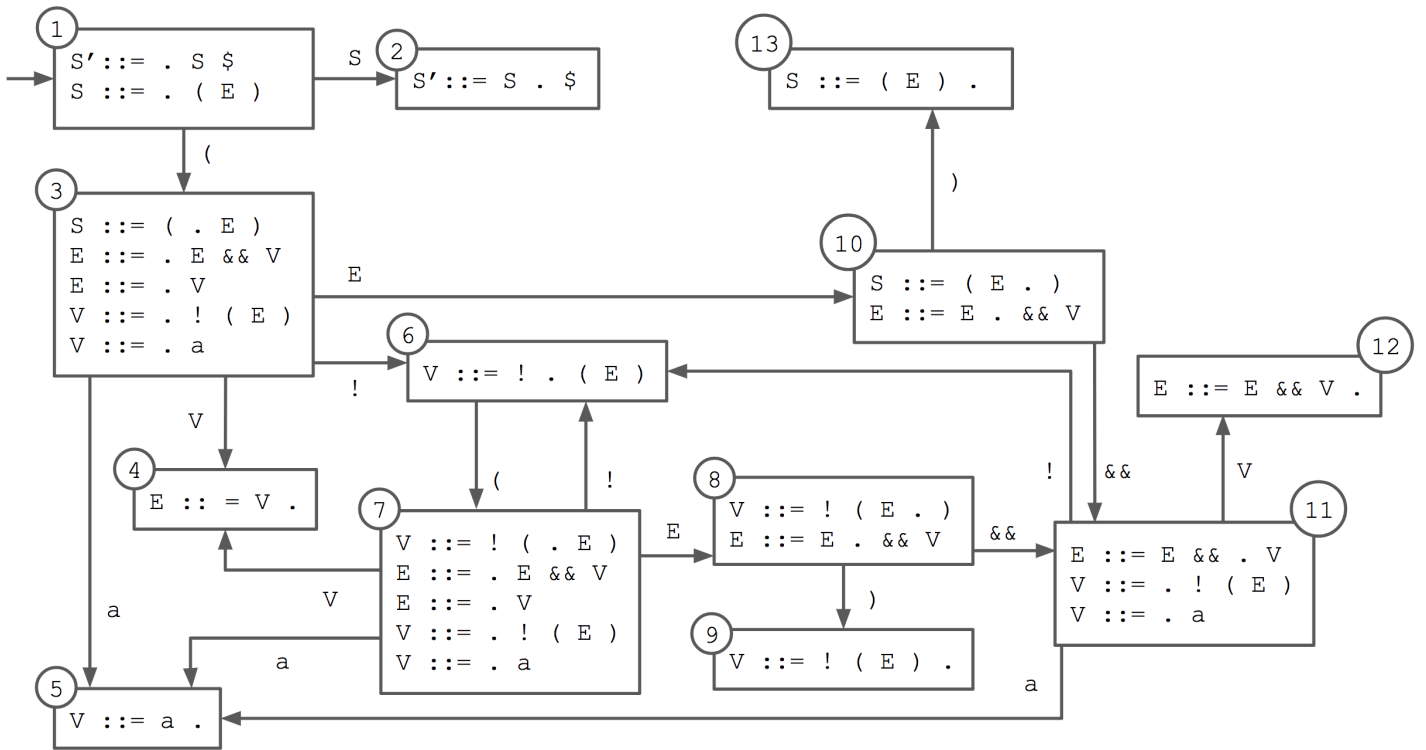 1
S′::= . S $
S ::= . ( E )
S
2
S′::= S . $
13
S ::= ( E ) .
(
)
3
S ::= ( . E )
E ::= . E && V
E ::= . V
V ::= . ! ( E )
V ::= . a
E
10
S ::= ( E . )
E ::= E . && V
!
6
V ::= ! . ( E )
12
E ::= E && V .
V
4
E :: = V .
(
!
!
&&
V
7
V ::= ! ( . E )
E ::= . E && V
E ::= . V
V ::= . ! ( E )
V ::= . a
E
8
V ::= ! ( E . )
E ::= E . && V
&&
11
E ::= E && . V
V ::= . ! ( E )
V ::= . a
V
a
a
)
9
V ::= ! ( E ) .
a
5
V ::= a .